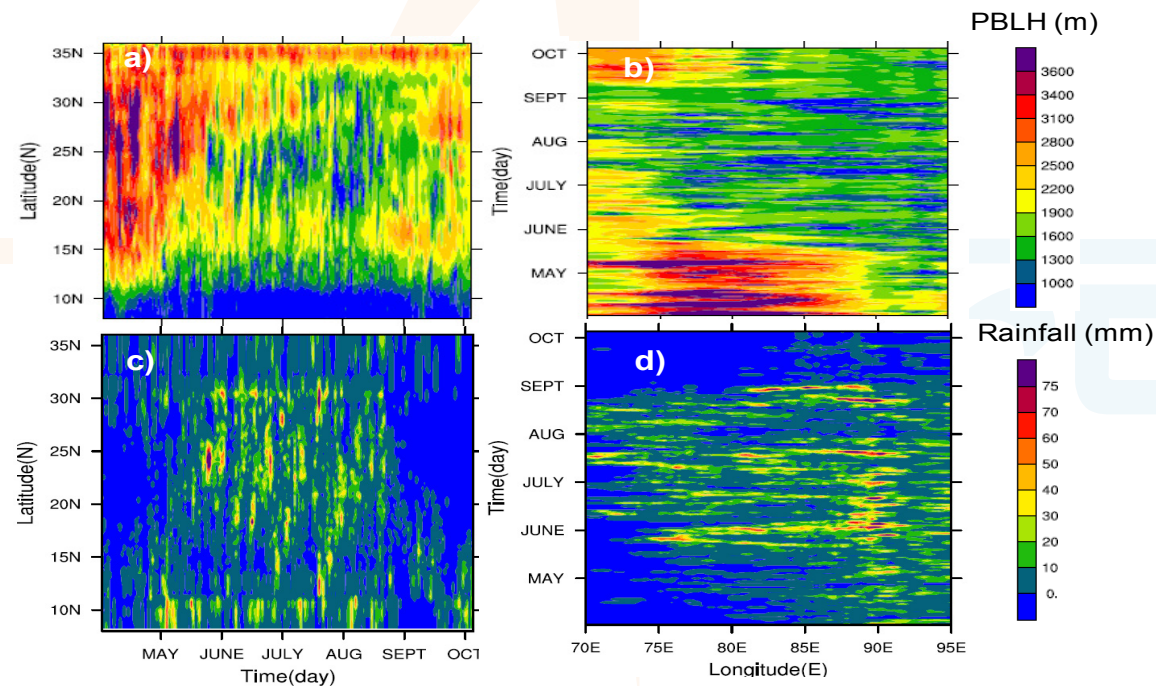 PBLH (m)
a)
35N
30N
25N
20N
15N
10N
Latitude(N)
b)
OCT
SEPT
AUG
JULY
JUNE
MAY
Time(day)
3600
3400
3100
2800
2500
2200
1900
1600
1300
1000
Rainfall (mm)
c)
35N
30N
25N
20N
15N
10N
Latitude(N)
MAY JUNE JULY AUG SEPT OCT
Time(day)
d)
OCT
SEPT
AUG
JULY
JUNE
MAY
Time(day)
70E 75E 80E 85E 90E 95E
Longitude(E)
75
70
60
50
40
30
20
10
0.